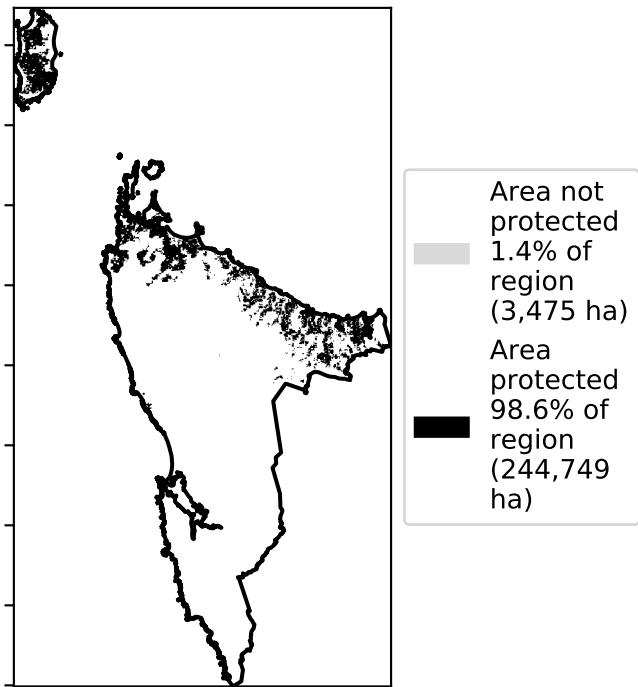 Area not
protected
1.4% of
region
(3,475 ha)
Area
protected
98.6% of
region
(244,749
ha)